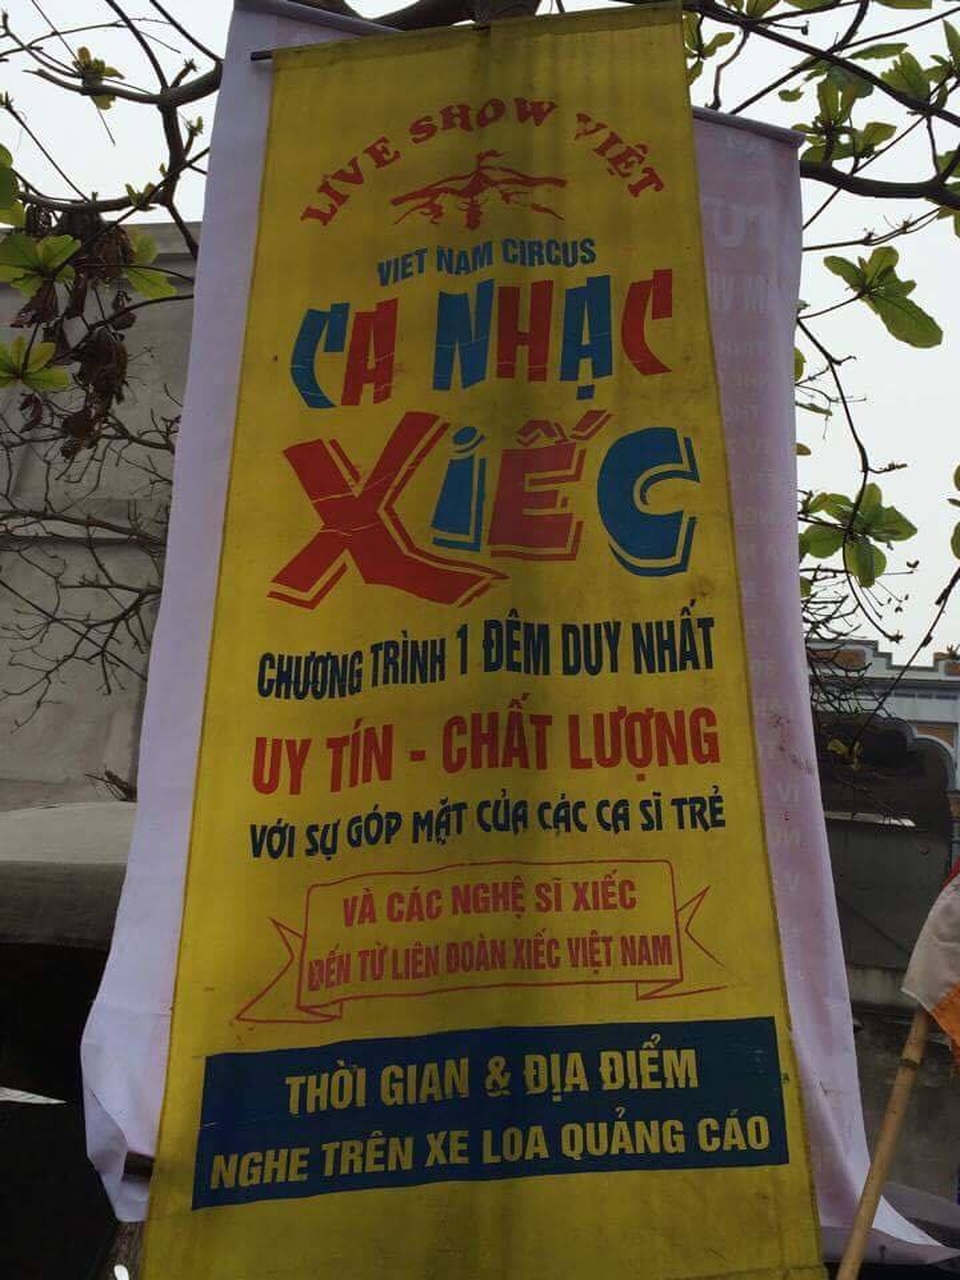 LIVE SHOW VIỆT
VIET NAM CIRCUS
CA NHẠC
XIẾC
CHƯƠNG TRÌNH 1 ĐÊM DUY NHẤT
UY TÍN - CHẤT LƯỢNG
VỚI SỰ GÓP MẶT CỦA CÁC CA SĨ TRẺ
VÀ CÁC NGHỆ SĨ XIẾC
ĐẾN TỪ LIÊN ĐOÀN XIẾC VIỆT NAM
THỜI GIAN & ĐỊA ĐIỂM
NGHE TRÊN XE LOA QUẢNG CÁO